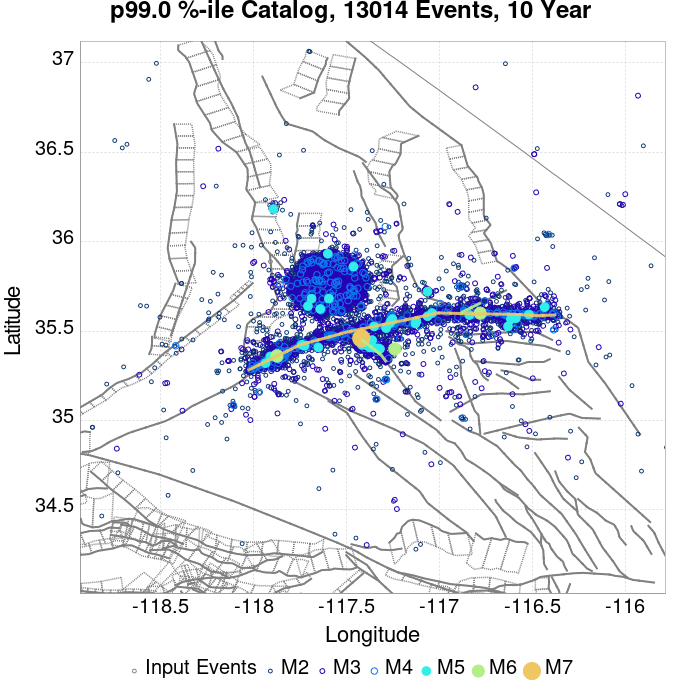 p99.0 %-ile Catalog, 13014 Events, 10 Year
37
36.5
36
35.5
35
34.5
Latitude
-118.5 -118 -117.5 -117 -116.5 -116
Longitude
Input Events M2 M3 M4 M5 M6 M7